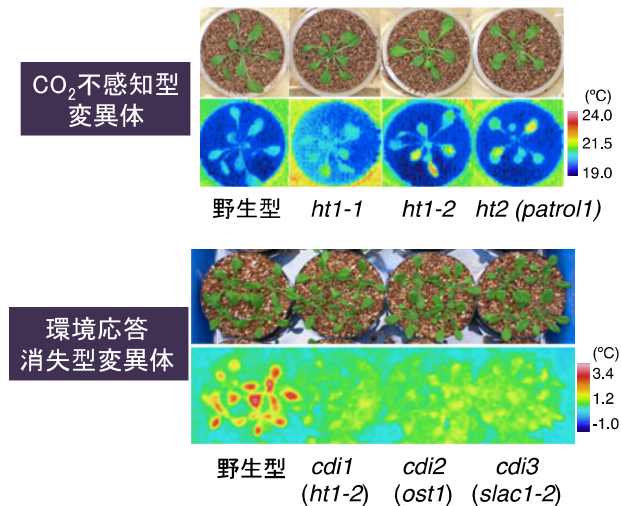 CO₂不感知型
変異体
(ºC)
24.0
21.5
19.0
野生型
ht1-1
ht1-2
ht2 (patrol1)
環境応答
消失型変異体
(ºC)
3.4
1.2
-1.0
野生型
cdi1
(ht1-2)
cdi2
(ost1)
cdi3
(slac1-2)